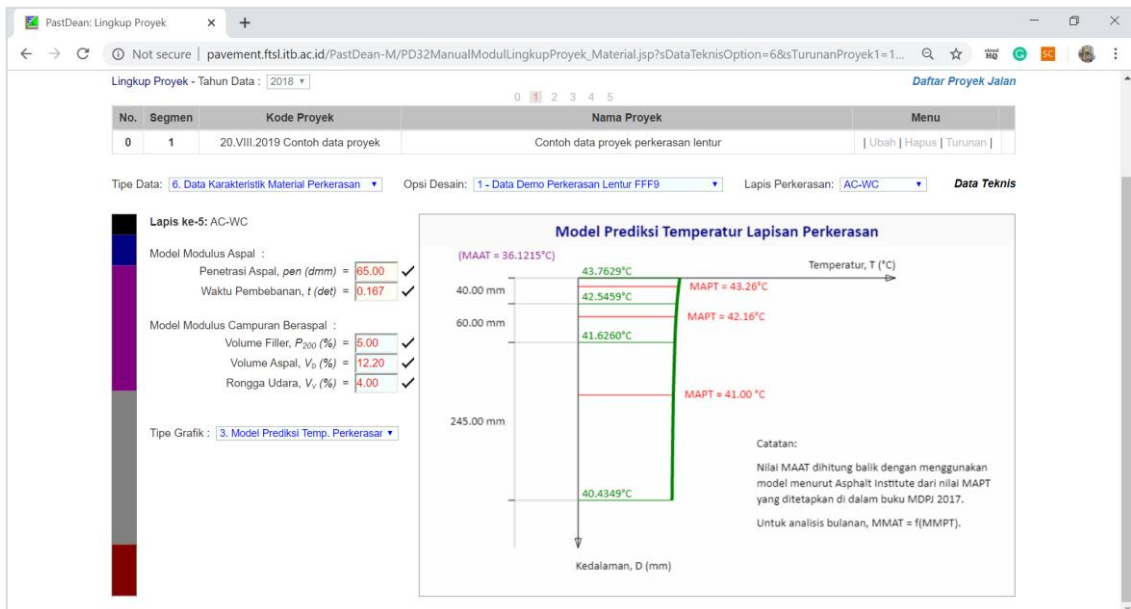 PastDean: Lingkup Proyek
Not secure | pavement.ftsl.itb.ac.id/PastDean-M/PD32ManualModulLingkupProyek_Material.jsp?sDataTeknisOption=6&sTurunanProyek1=1...
Lingkup Proyek - Tahun Data : 2018
Daftar Proyek Jalan
0 1 2 3 4 5
No. Segmen Kode Proyek Nama Proyek Menu
0 1 20.VIII.2019 Contoh data proyek Contoh data proyek perkerasan lentur | Ubah | Hapus | Turunan |
Tipe Data: 6. Data Karakteristik Material Perkerasan Opsi Desain: 1 - Data Demo Perkerasan Lentur FFF9 Lapis Perkerasan: AC-WC Data Teknis
Lapis ke-5: AC-WC
Model Modulus Aspal :
Penetrasi Aspal, pen (dmm) = 65.00
Waktu Pembebanan, t (det) = 0.167
Model Modulus Campuran Beraspal :
Volume Filler, P200 (%) = 5.00
Volume Aspal, Vb (%) = 12.20
Rongga Udara, Vv (%) = 4.00
Tipe Grafik : 3. Model Prediksi Temp. Perkerasan
Model Prediksi Temperatur Lapisan Perkerasan
(MAAT = 36.1215°C)
Temperatur, T (°C)
43.7629°C
MAPT = 43.26°C
40.00 mm
42.5459°C
MAPT = 42.16°C
60.00 mm
41.6260°C
MAPT = 41.00 °C
245.00 mm
40.4349°C
Catatan:
Nilai MAAT dihitung balik dengan menggunakan
model menurut Asphalt Institute dari nilai MAPT
yang ditetapkan di dalam buku MDPJ 2017.
Untuk analisis bulanan, MMAT = f(MMPT).
Kedalaman, D (mm)